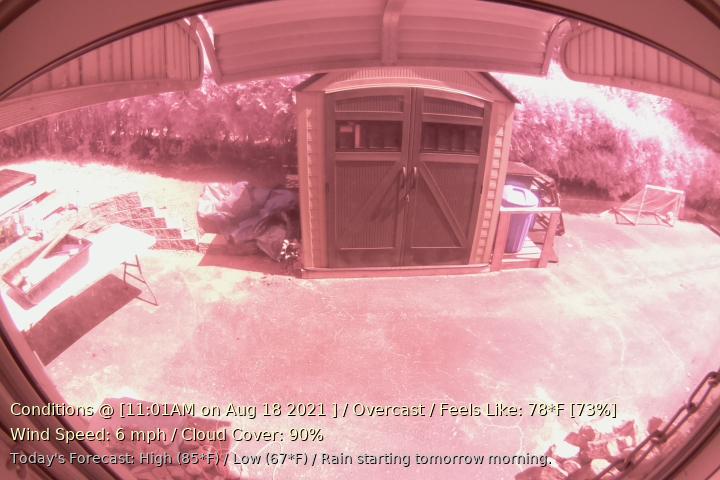 Conditions @ [11:01AM on Aug 18 2021 ] / Overcast / Feels Like: 78*F [73%]
Wind Speed: 6 mph / Cloud Cover: 90%
Today's Forecast: High (85*F) / Low (67*F) / Rain starting tomorrow morning.